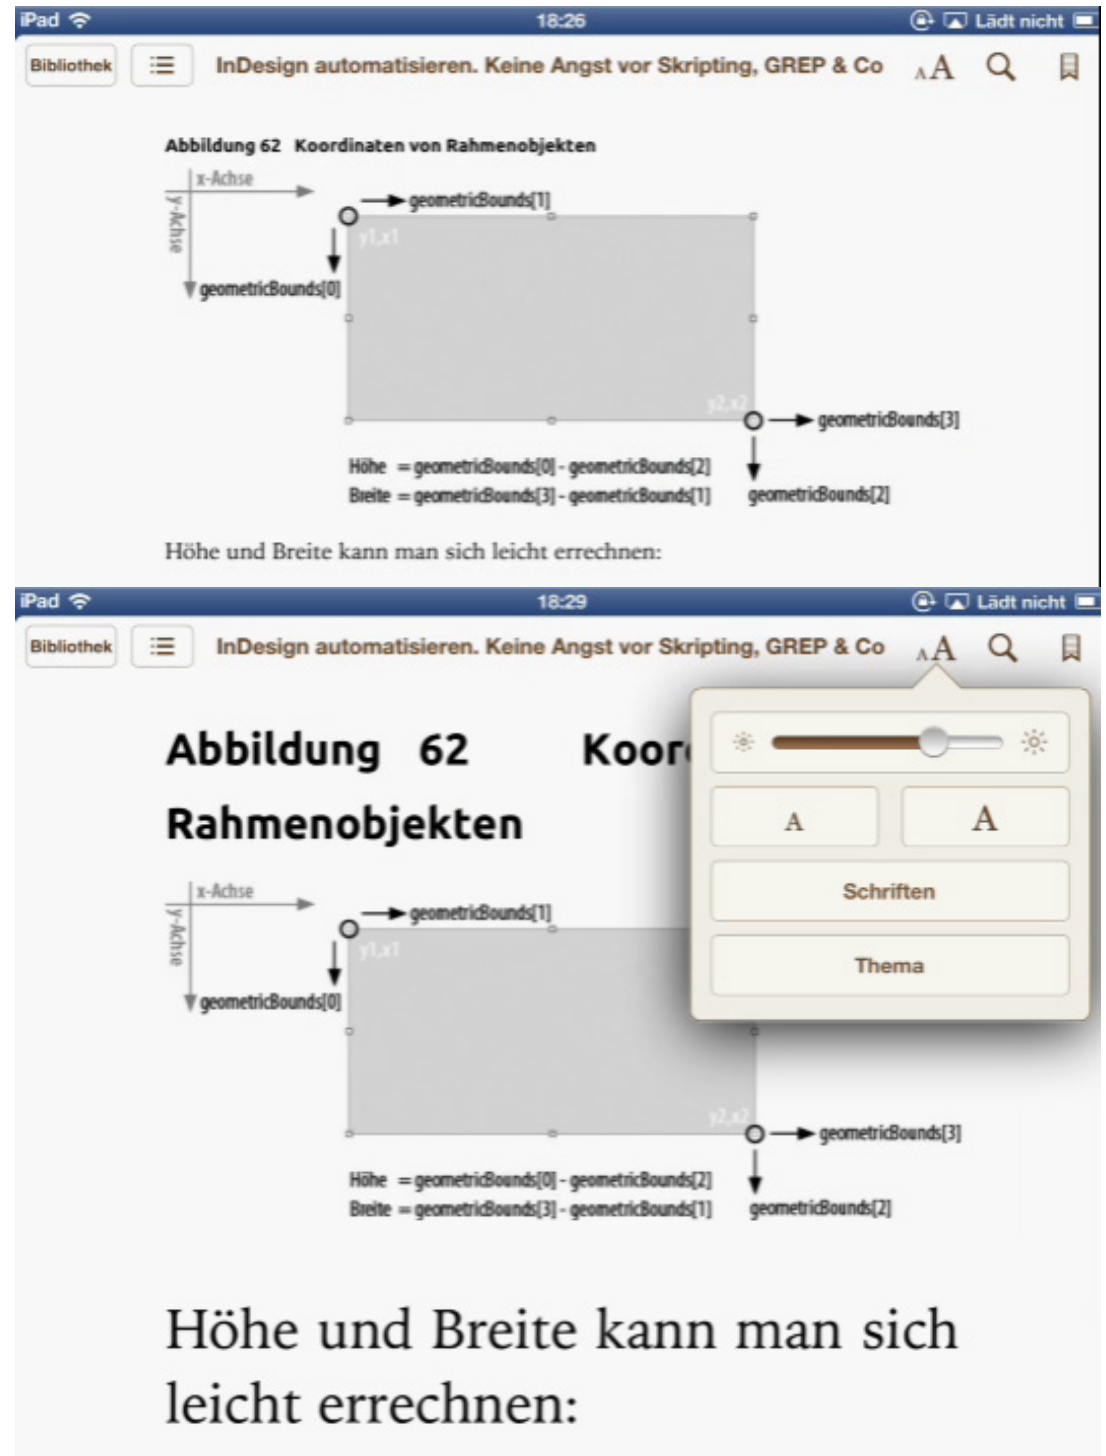 iPad 18:26 Lädt nicht
Bibliothek InDesign automatisieren. Keine Angst vor Skripting, GREP & Co AA
Abbildung 62 Koordinaten von Rahmenobjekten
x-Achse
y-Achse
geometricBounds[1]
y1,x1
geometricBounds[0]
y2,x2
geometricBounds[3]
Höhe = geometricBounds[0] - geometricBounds[2]
Breite = geometricBounds[3] - geometricBounds[1]
geometricBounds[2]
Höhe und Breite kann man sich leicht errechnen:
iPad 18:29 Lädt nicht
Bibliothek InDesign automatisieren. Keine Angst vor Skripting, GREP & Co AA
Abbildung 62
Rahmenobjekten
A A
Schriften
Thema
x-Achse
y-Achse
geometricBounds[1]
y1,x1
geometricBounds[0]
y2,x2
geometricBounds[3]
Höhe = geometricBounds[0] - geometricBounds[2]
Breite = geometricBounds[3] - geometricBounds[1]
geometricBounds[2]
Höhe und Breite kann man sich
leicht errechnen: